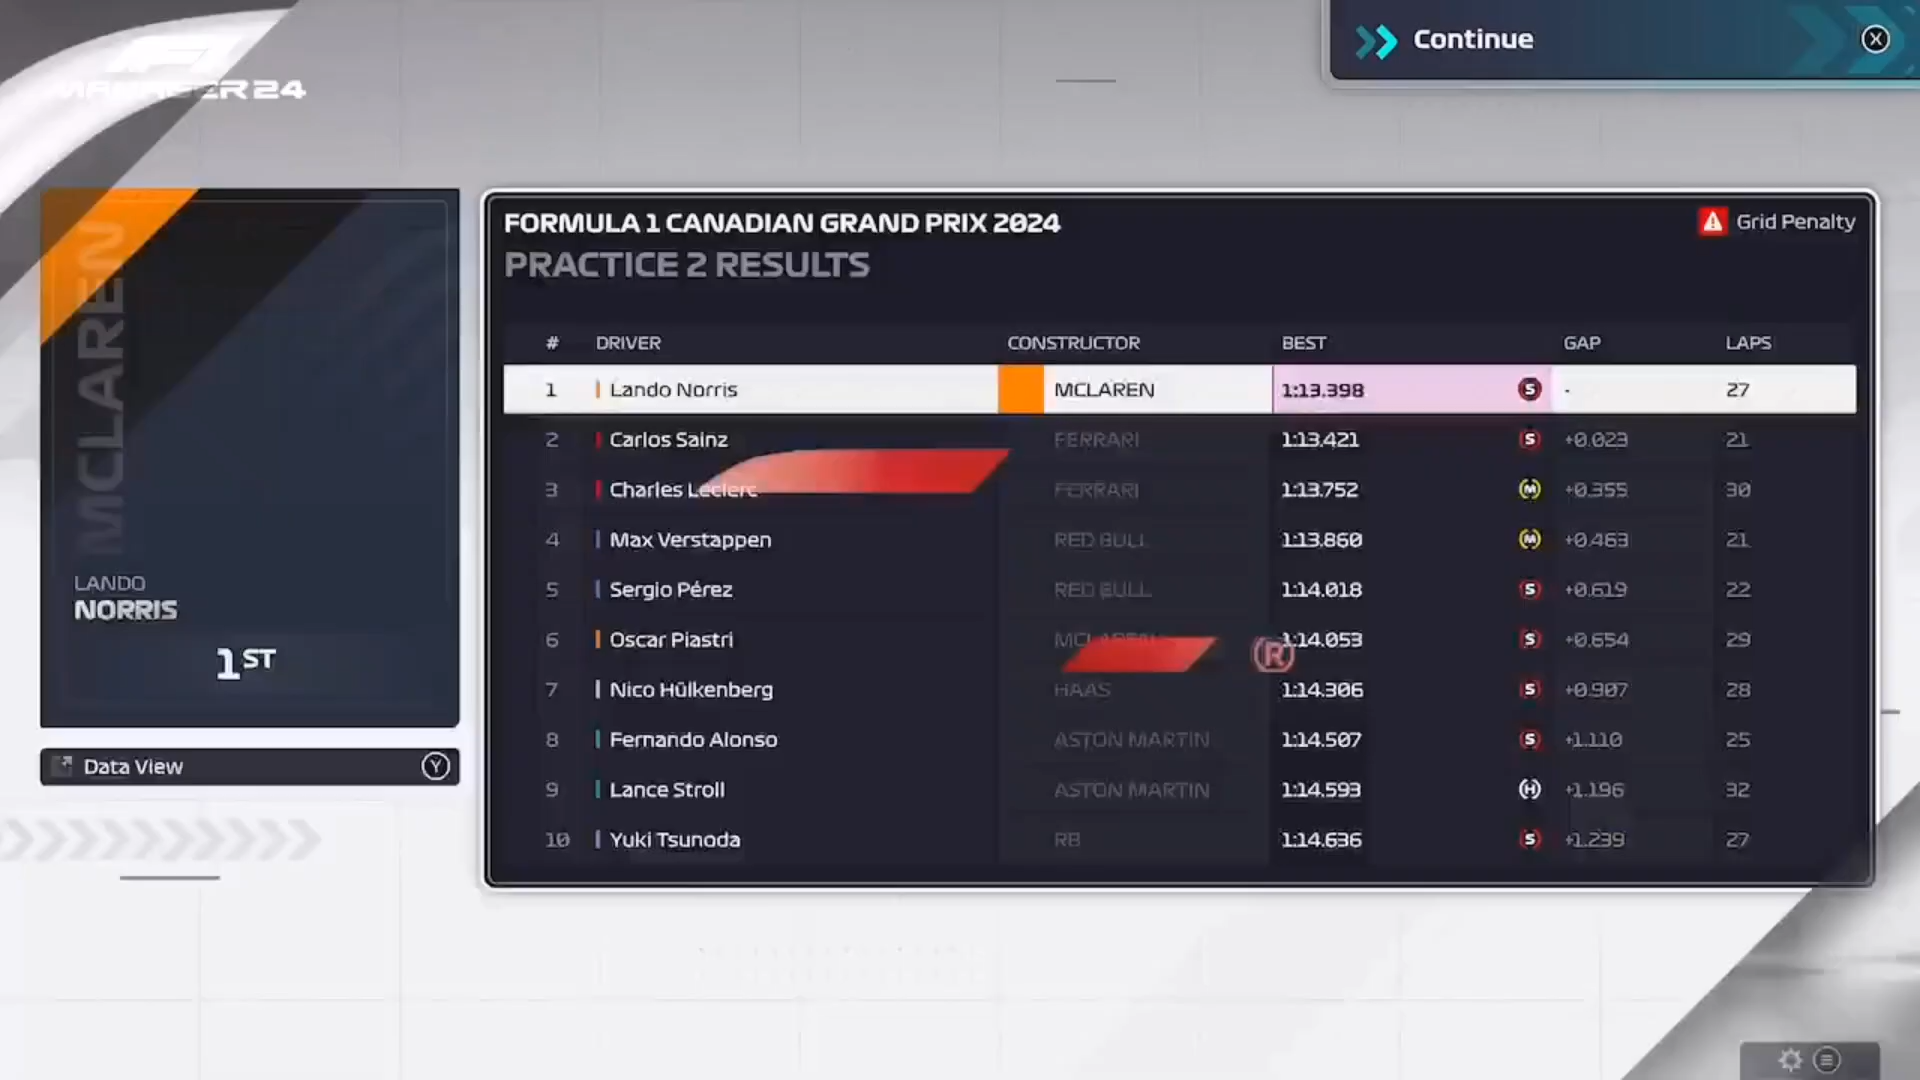 F1
MANAGER 24
Continue
MCLAREN
LANDO
NORRIS
1ST
Data View Y
FORMULA 1 CANADIAN GRAND PRIX 2024
Grid Penalty
PRACTICE 2 RESULTS
# DRIVER CONSTRUCTOR BEST GAP LAPS
1 Lando Norris MCLAREN 1:13.398 S - 27
2 Carlos Sainz FERRARI 1:13.421 S +0.023 21
3 Charles Leclerc FERRARI 1:13.752 M +0.355 30
4 Max Verstappen RED BULL 1:13.860 M +0.463 21
5 Sergio Pérez RED BULL 1:14.018 S +0.619 22
6 Oscar Piastri MCLAREN 1:14.053 S +0.654 29
7 Nico Hülkenberg HAAS 1:14.306 S +0.907 28
8 Fernando Alonso ASTON MARTIN 1:14.507 S +1.110 25
9 Lance Stroll ASTON MARTIN 1:14.593 H +1.196 32
10 Yuki Tsunoda RB 1:14.636 S +1.239 27
®